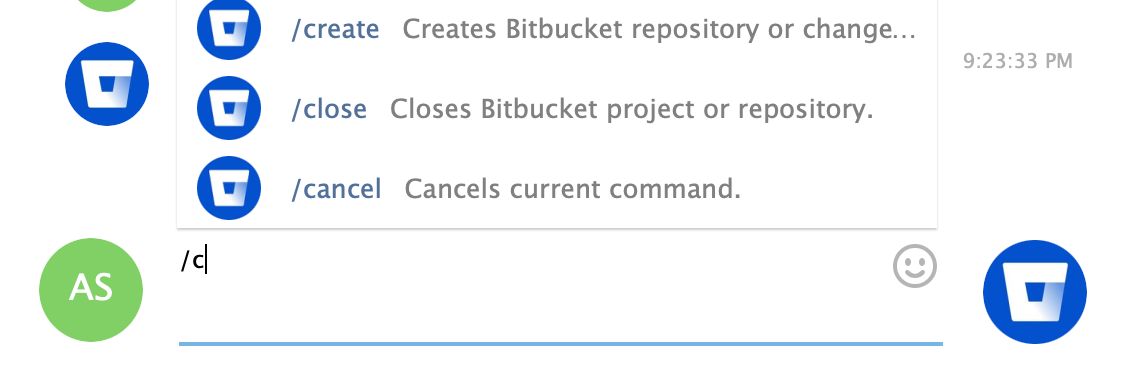 /create Creates Bitbucket repository or change...
9:23:33 PM
/close Closes Bitbucket project or repository.
/cancel Cancels current command.
/c
AS